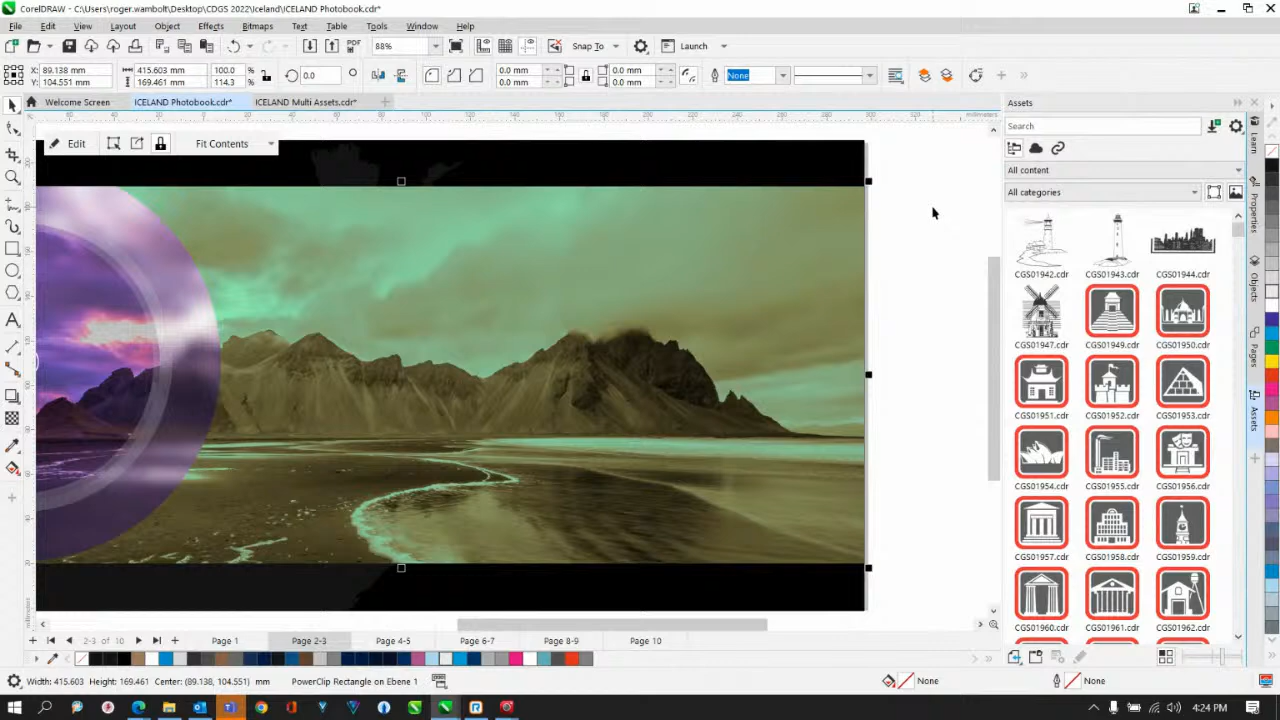 CorelDRAW - C:\Users\roger.wambolt\Desktop\CDGS 2022\Iceland\ICELAND Photobook.cdr*
File Edit View Layout Object Effects Bitmaps Text Table Tools Window Help
PDF 88% Snap To Launch
X: 89.138 mm 415.603 mm 100.0 % 0.0 ° 0.0 mm 0.0 mm 0.0 mm 0.0 mm None
Y: 104.551 mm 169.461 mm 114.3 %
Welcome Screen ICELAND Photobook.cdr* ICELAND Multi Assets.cdr*
millimeters
Edit Fit Contents
Assets
Search
All content
All categories
CGS01942.cdr CGS01943.cdr CGS01944.cdr
CGS01947.cdr CGS01949.cdr CGS01950.cdr
CGS01951.cdr CGS01952.cdr CGS01953.cdr
CGS01954.cdr CGS01955.cdr CGS01956.cdr
CGS01957.cdr CGS01958.cdr CGS01959.cdr
CGS01960.cdr CGS01961.cdr CGS01962.cdr
Learn
Properties
Objects
Pages
Assets
2-3 of 10 Page 1 Page 2-3 Page 4-5 Page 6-7 Page 8-9 Page 10
Width: 415.603 Height: 169.461 Center: (89.138, 104.551) mm PowerClip Rectangle on Ebene 1 None None
4:24 PM